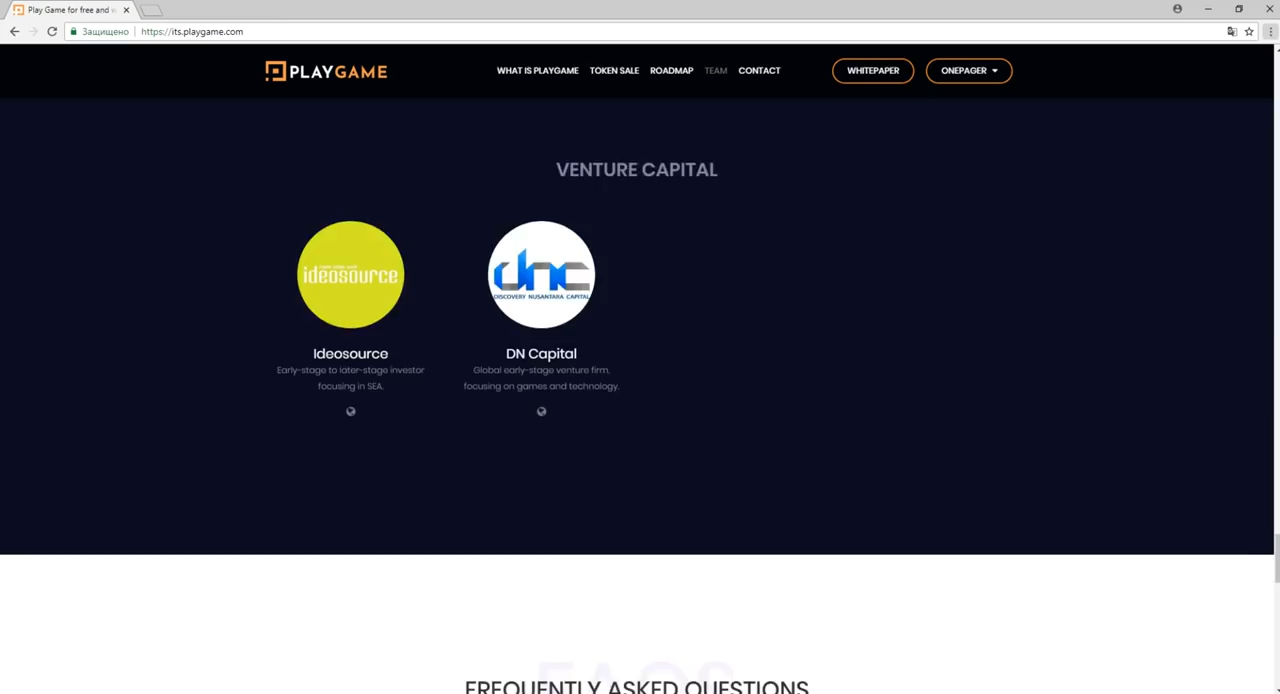 Play Game for free and w
Защищено
https://its.playgame.com
PLAYGAME
WHAT IS PLAYGAME
TOKEN SALE
ROADMAP
TEAM
CONTACT
WHITEPAPER
ONEPAGER
VENTURE CAPITAL
ideosource
dnc
DISCOVERY NUSANTARA CAPITAL
Ideosource
Early-stage to later-stage investor
focusing in SEA.
DN Capital
Global early-stage venture firm,
focusing on games and technology.
FAQS
FREQUENTLY ASKED QUESTIONS